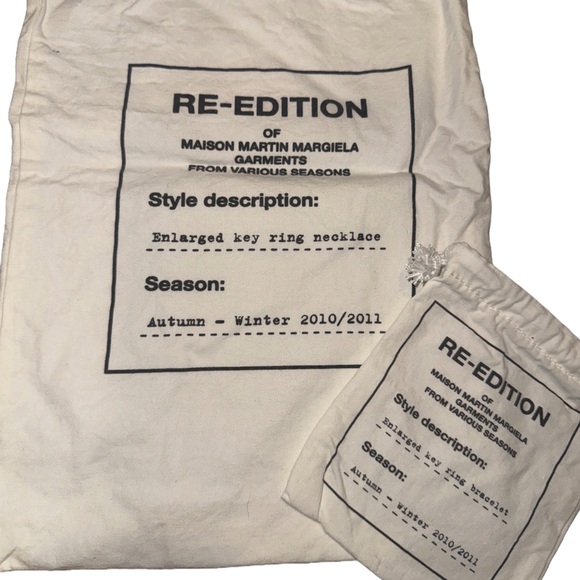 RE-EDITION
OF
MAISON MARTIN MARGIELA
GARMENTS
FROM VARIOUS SEASONS
Style description:
Enlarged key ring necklace
Season:
Autumn - Winter 2010/2011
RE-EDITION
OF
MAISON MARTIN MARGIELA
GARMENTS
FROM VARIOUS SEASONS
Style description:
Enlarged key ring bracelet
Season:
Autumn - Winter 2010/2011